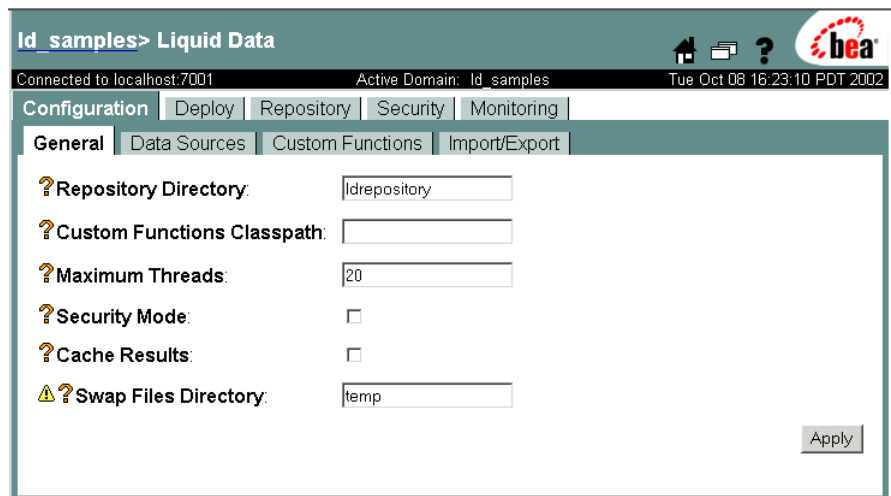 ld_samples> Liquid Data
bea
Connected to localhost:7001 Active Domain: ld_samples Tue Oct 08 16:23:10 PDT 2002
Configuration Deploy Repository Security Monitoring
General Data Sources Custom Functions Import/Export
?Repository Directory: ldrepository
?Custom Functions Classpath:
?Maximum Threads: 20
?Security Mode:
?Cache Results:
?Swap Files Directory: temp
Apply